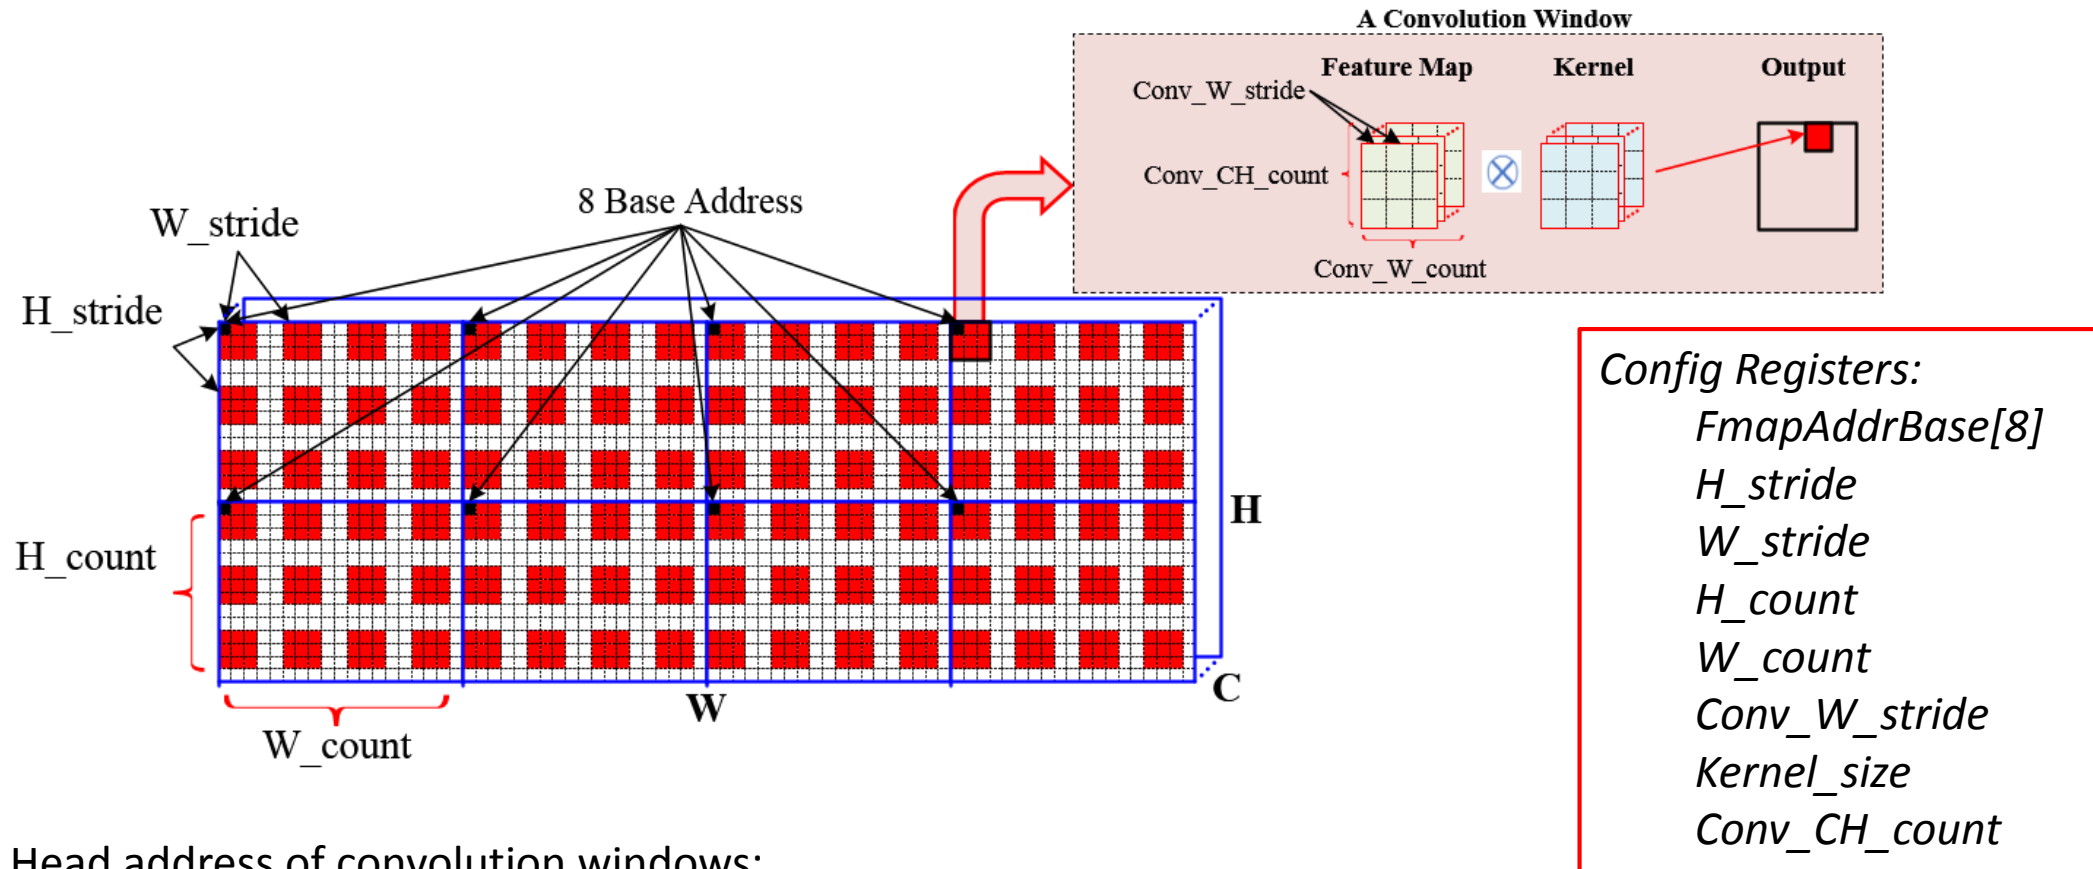 A Convolution Window
Feature Map Kernel Output
Conv_W_stride
Conv_CH_count
Conv_W_count
8 Base Address
W_stride
H_stride
H
H_count
C
W
W_count
Config Registers:
FmapAddrBase[8]
H_stride
W_stride
H_count
W_count
Conv_W_stride
Kernel_size
Conv_CH_count
Head address of convolution windows: